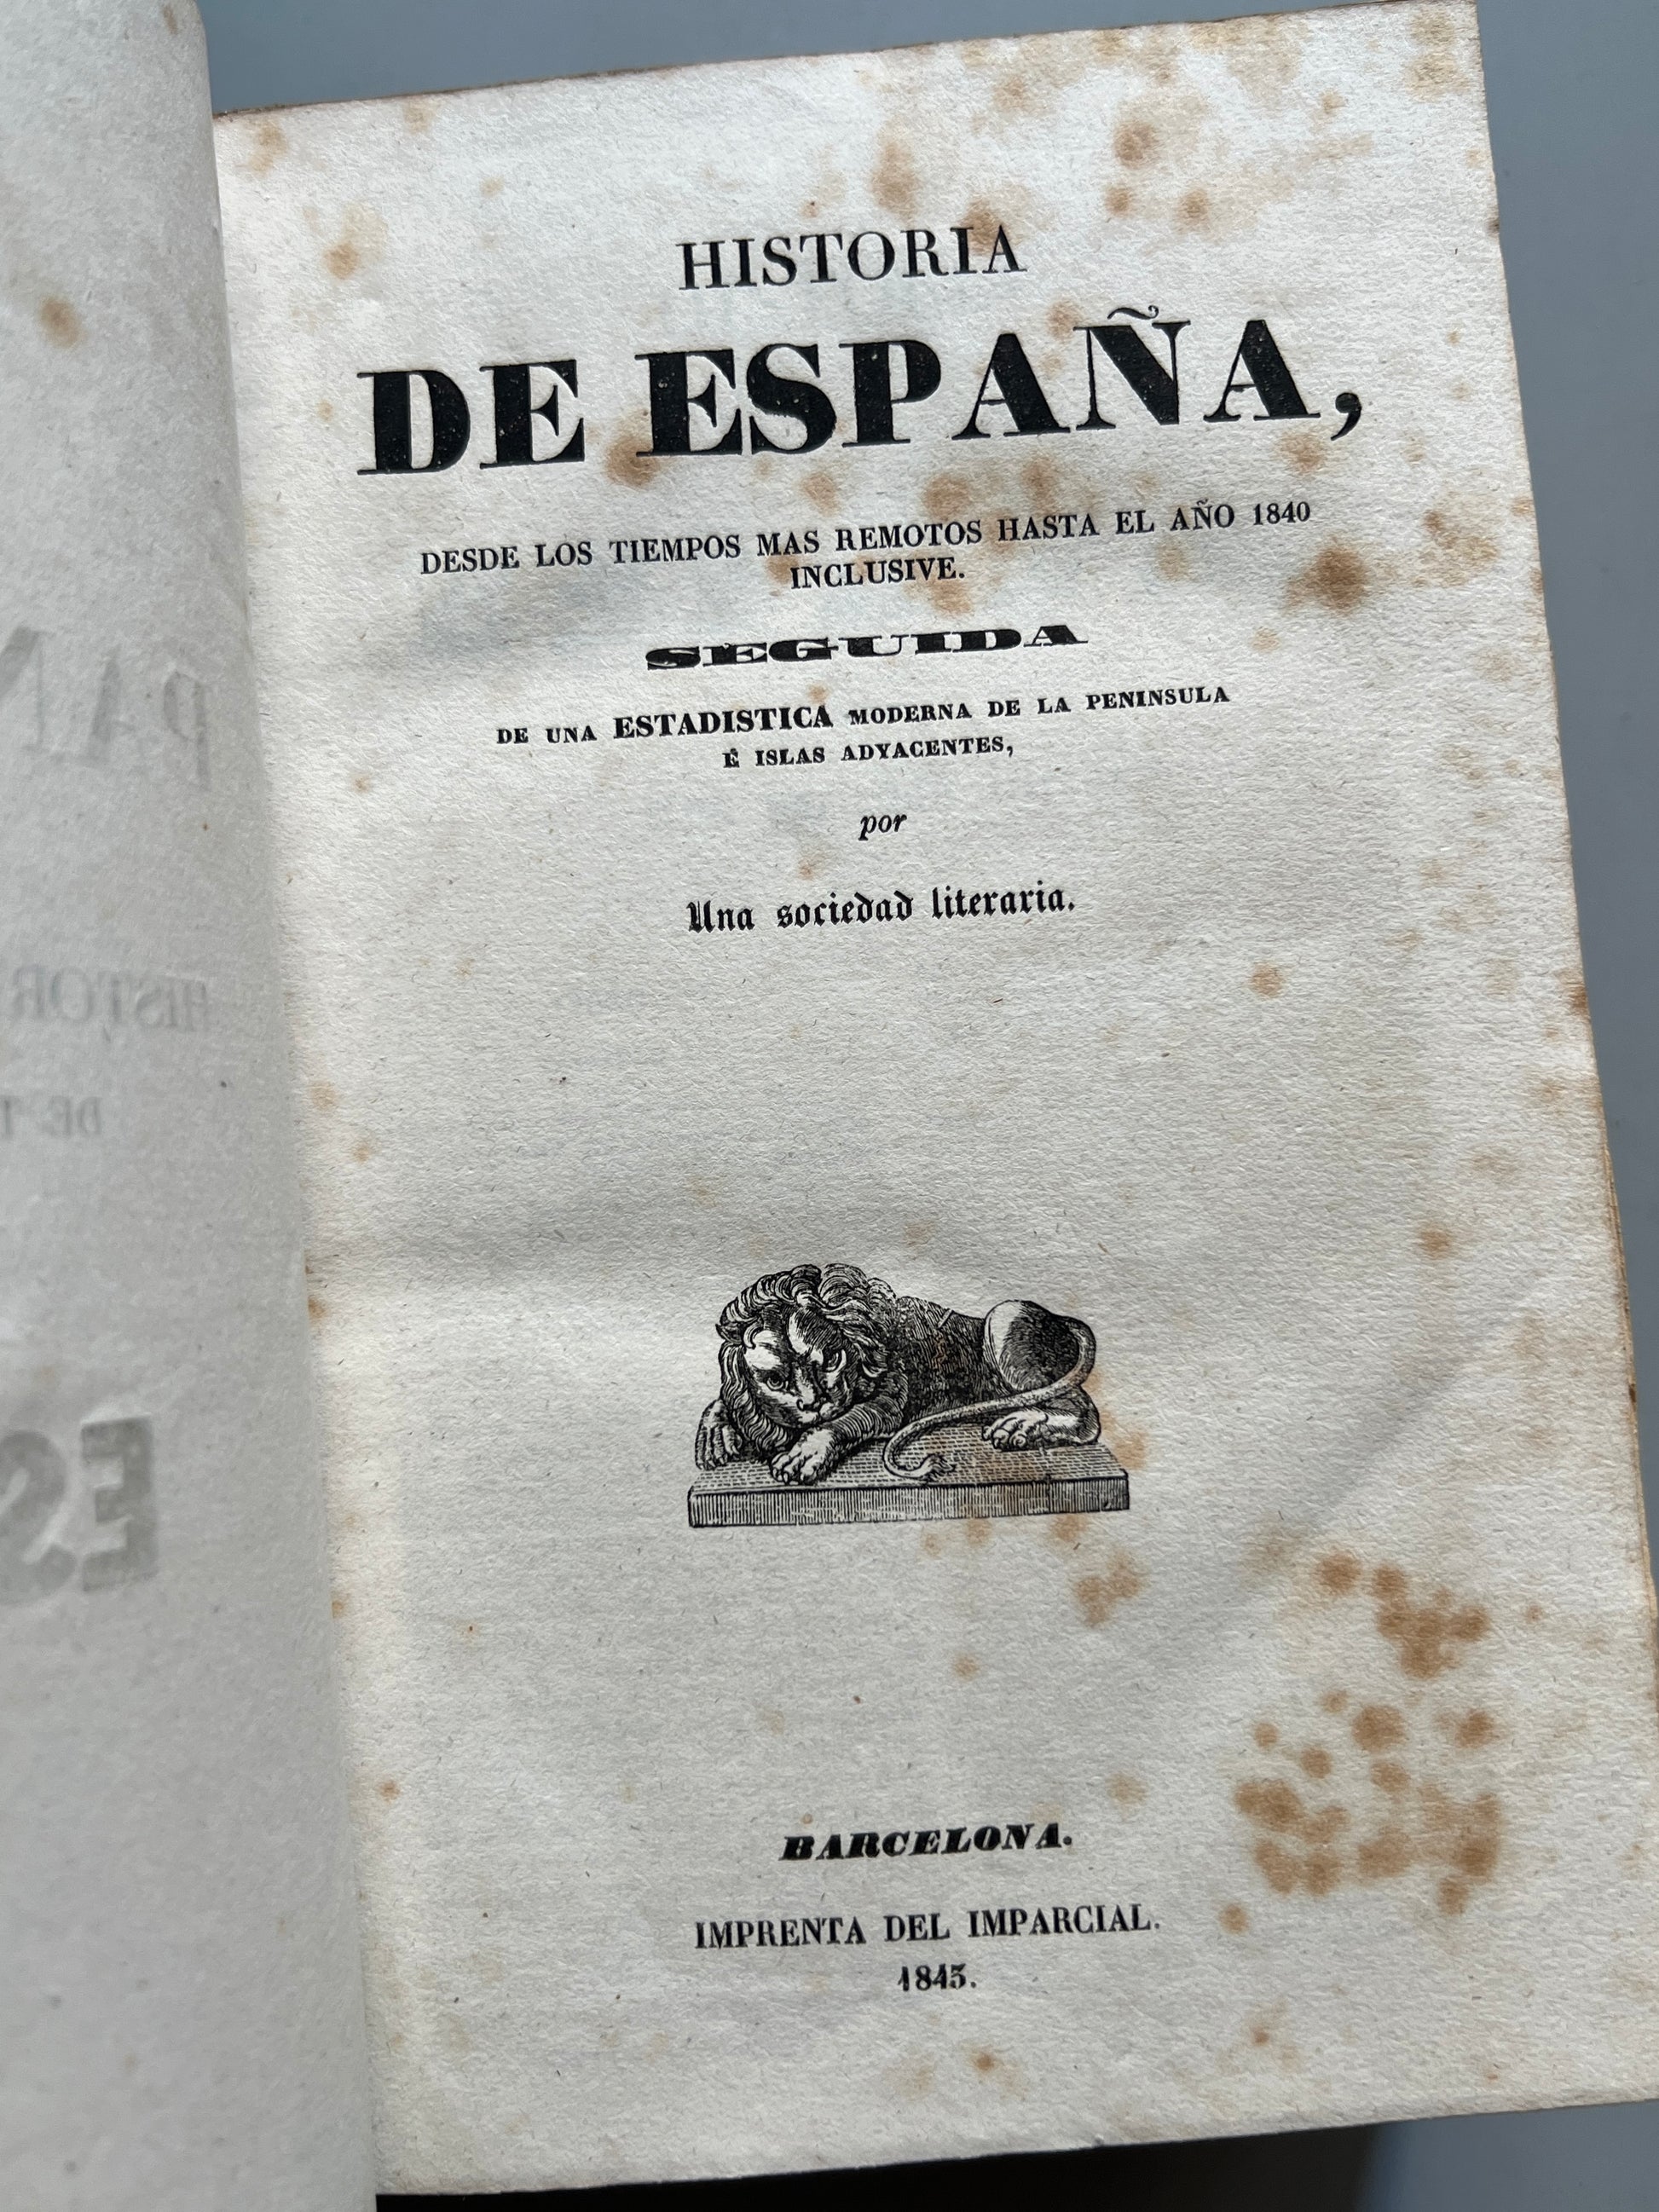 HISTORIA
DE ESPAÑA,
DESDE LOS TIEMPOS MAS REMOTOS HASTA EL AÑO 1840
INCLUSIVE.
SEGUIDA
DE UNA ESTADISTICA MODERNA DE LA PENINSULA
É ISLAS ADYACENTES,
por
Una sociedad literaria.
BARCELONA.
IMPRENTA DEL IMPARCIAL.
1843.